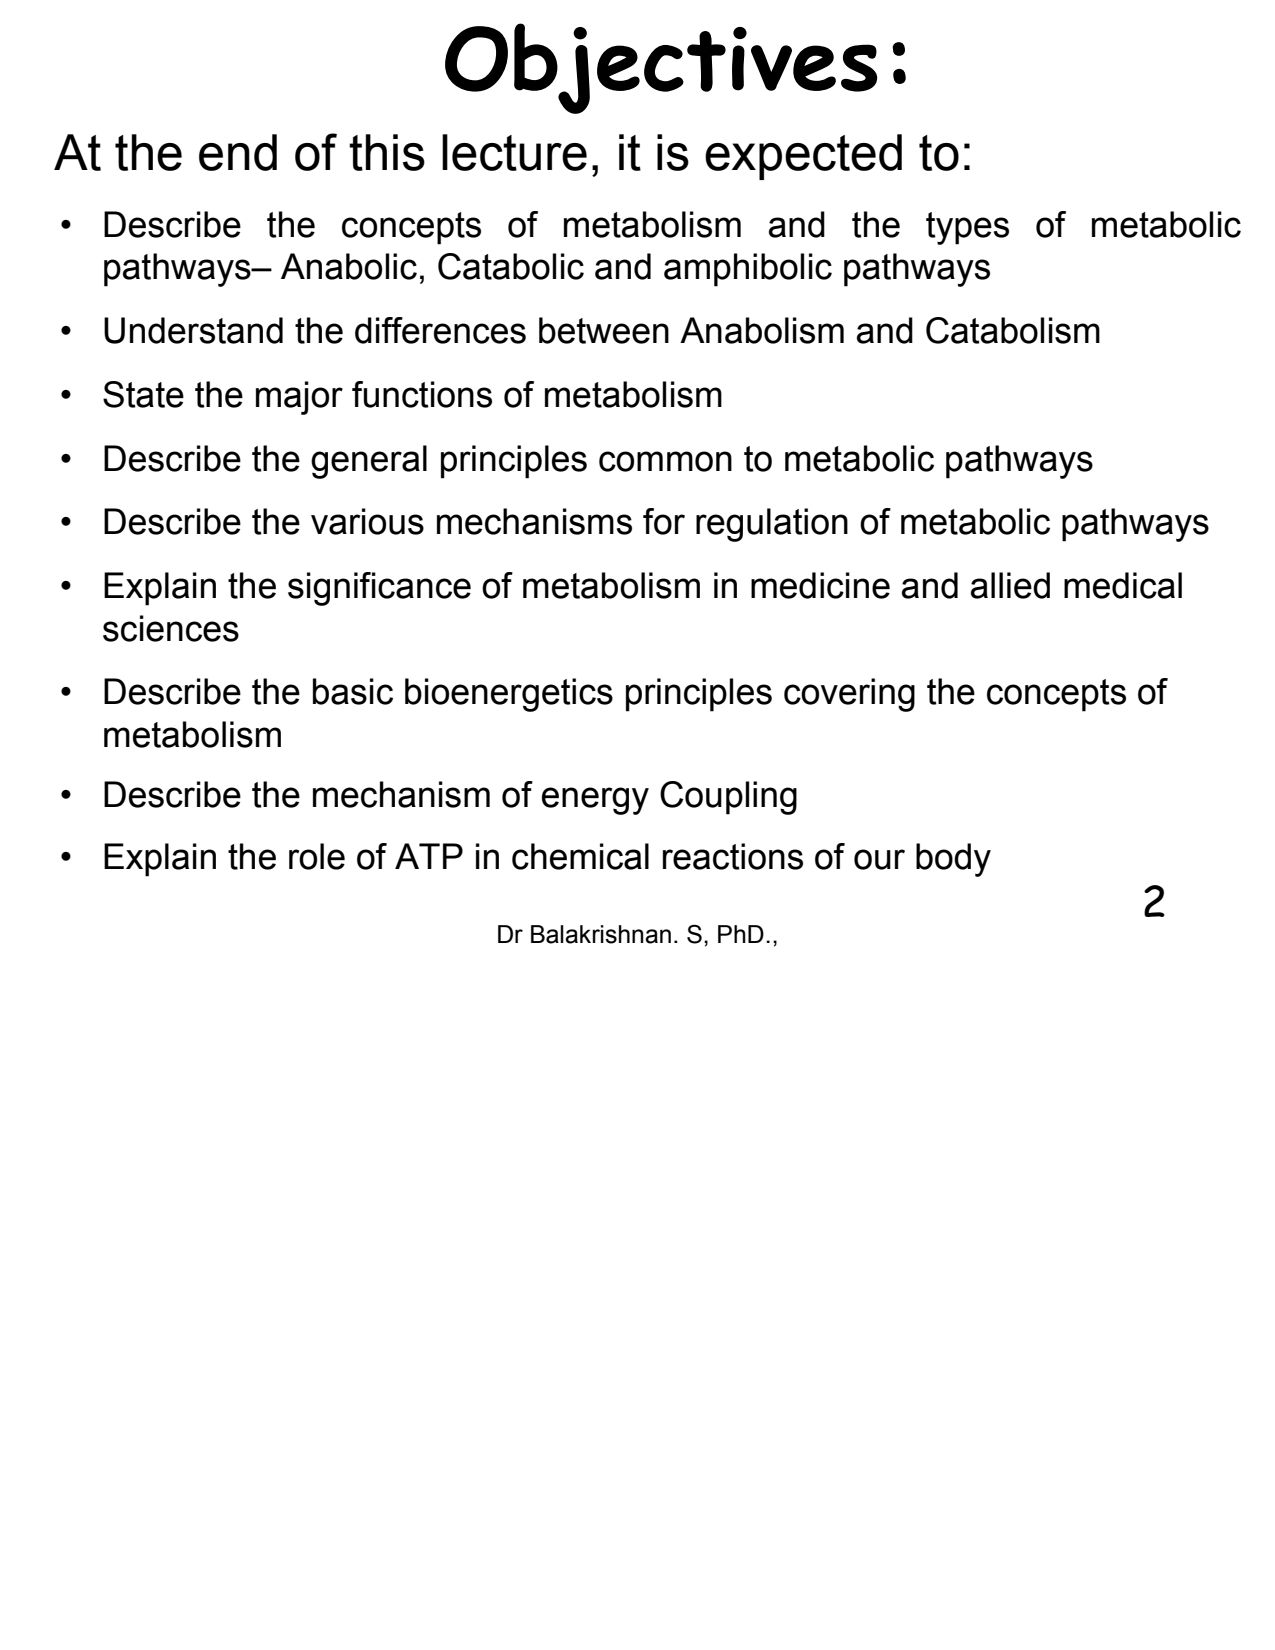 Objectives:
At the end of this lecture, it is expected to:
• Describe the concepts of metabolism and the types of metabolic
pathways– Anabolic, Catabolic and amphibolic pathways
• Understand the differences between Anabolism and Catabolism
• State the major functions of metabolism
• Describe the general principles common to metabolic pathways
• Describe the various mechanisms for regulation of metabolic pathways
• Explain the significance of metabolism in medicine and allied medical
sciences
• Describe the basic bioenergetics principles covering the concepts of
metabolism
• Describe the mechanism of energy Coupling
• Explain the role of ATP in chemical reactions of our body
2
Dr Balakrishnan. S, PhD.,